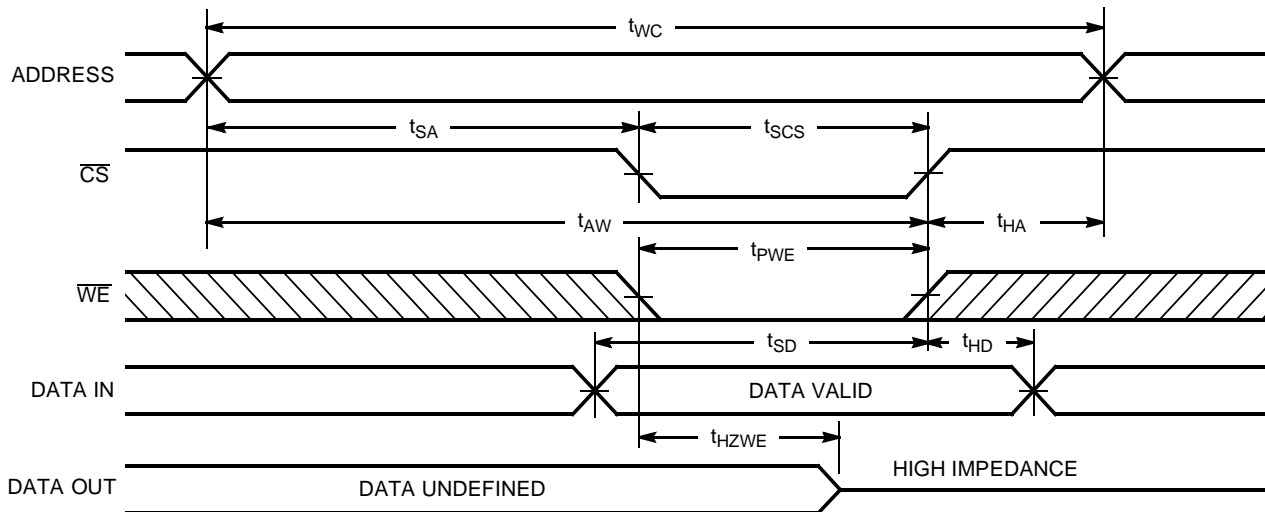 tWC
ADDRESS
tSA
tSCS
CS
tAW
tHA
tPWE
WE
tSD
tHD
DATA IN
DATA VALID
tHZWE
HIGH IMPEDANCE
DATA OUT
DATA UNDEFINED